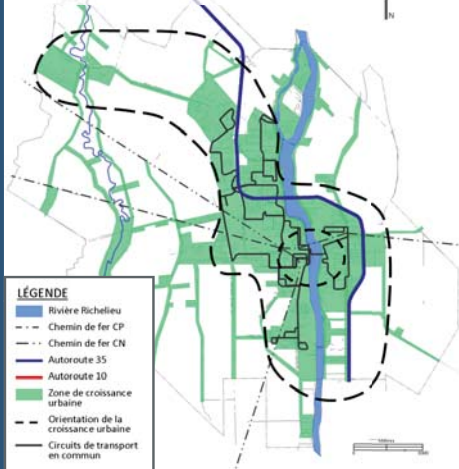 N
LÉGENDE
Rivière Richelieu
Chemin de fer CP
Chemin de fer CN
Autoroute 35
Autoroute 10
Zone de croissance
urbaine
Orientation de la
croissance urbaine
Circuits de transport
en commun